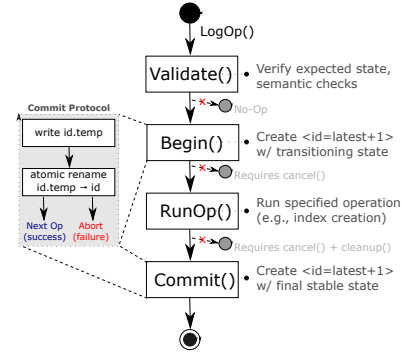 LogOp()
Validate()
Verify expected state,
semantic checks
No-Op
Commit Protocol
write id.temp
atomic rename
id.temp → id
Next Op
(success)
Abort
(failure)
Begin()
Create <id=latest+1>
w/ transitioning state
Requires cancel()
RunOp()
Run specified operation
(e.g., index creation)
Requires cancel() + cleanup()
Commit()
Create <id=latest+1>
w/ final stable state